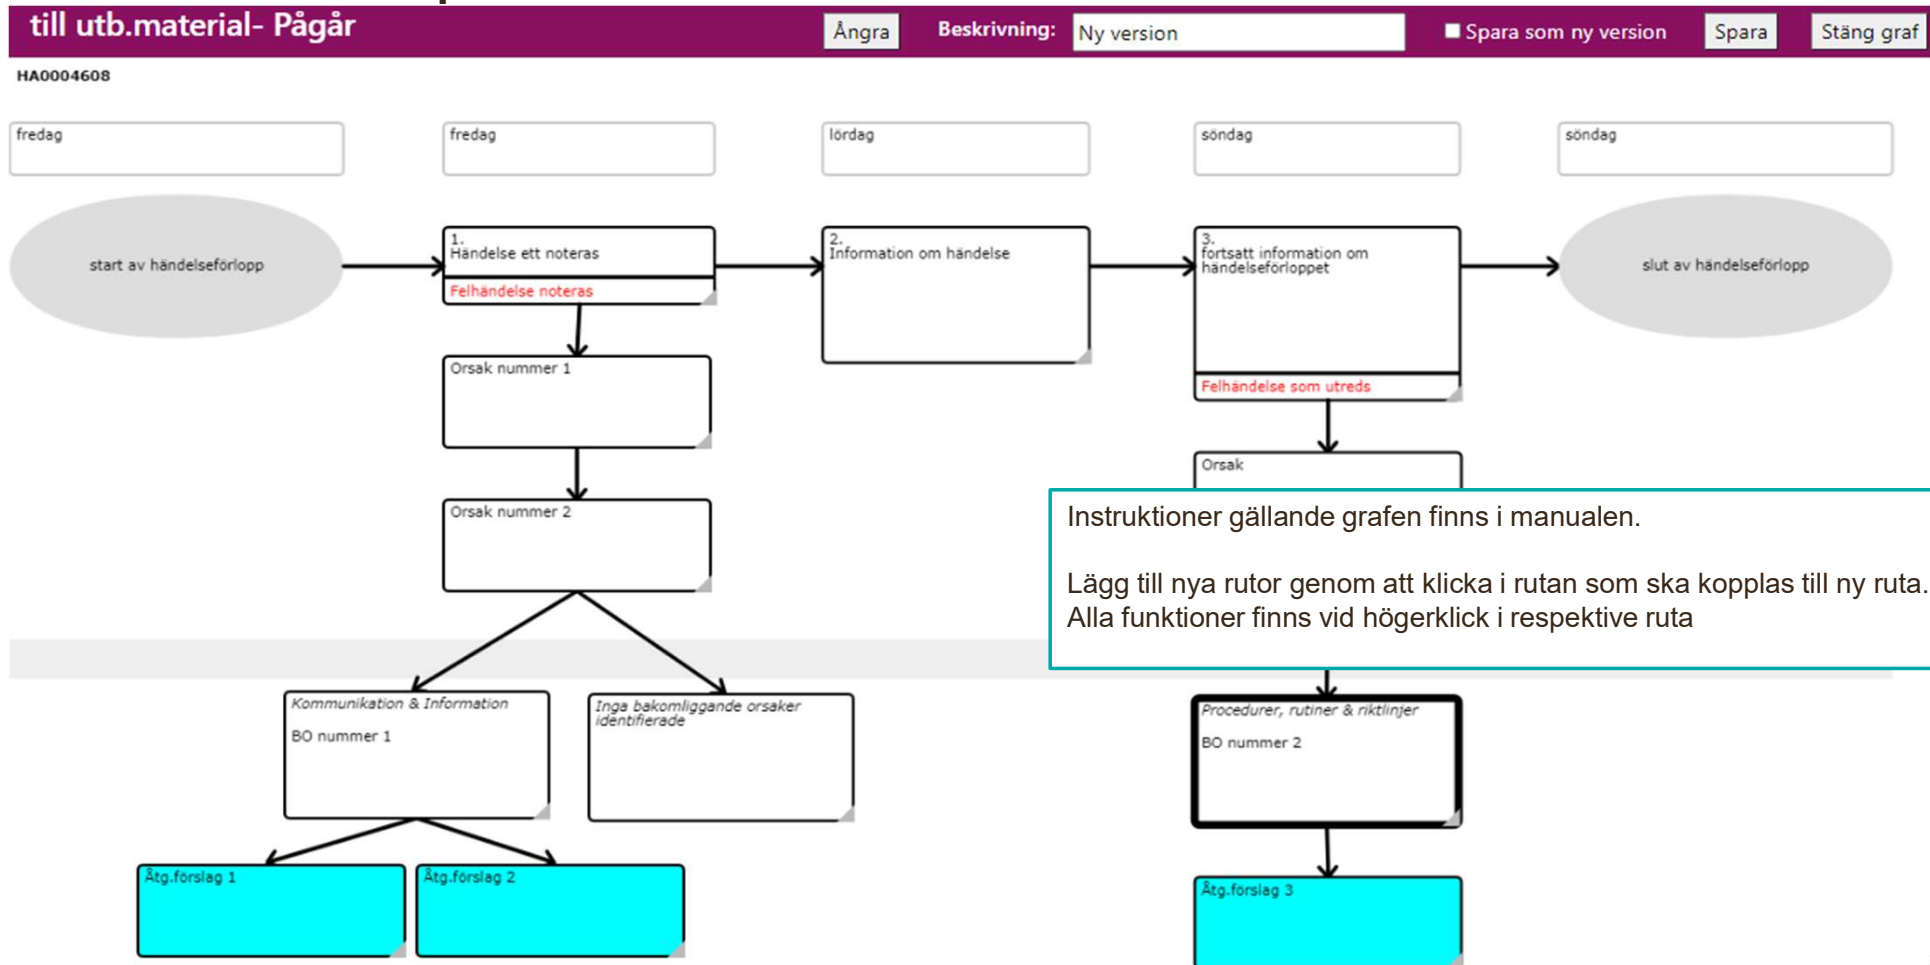 till utb.material- Pågår
Ångra
Beskrivning:
Ny version
Spara som ny version
Spara
Stäng graf
HA0004608
fredag
fredag
lördag
söndag
söndag
start av händelseförlopp
1.
Händelse ett noteras
Felhändelse noteras
2.
Information om händelse
3.
fortsatt information om
händelseförloppet
Felhändelse som utreds
slut av händelseförlopp
Orsak nummer 1
Orsak
Orsak nummer 2
Instruktioner gällande grafen finns i manualen.
Lägg till nya rutor genom att klicka i rutan som ska kopplas till ny ruta.
Alla funktioner finns vid högerklick i respektive ruta
Kommunikation & Information
BO nummer 1
Inga bakomliggande orsaker
identifierade
Procedurer, rutiner & riktlinjer
BO nummer 2
Åtg.förslag 1
Åtg.förslag 2
Åtg.förslag 3